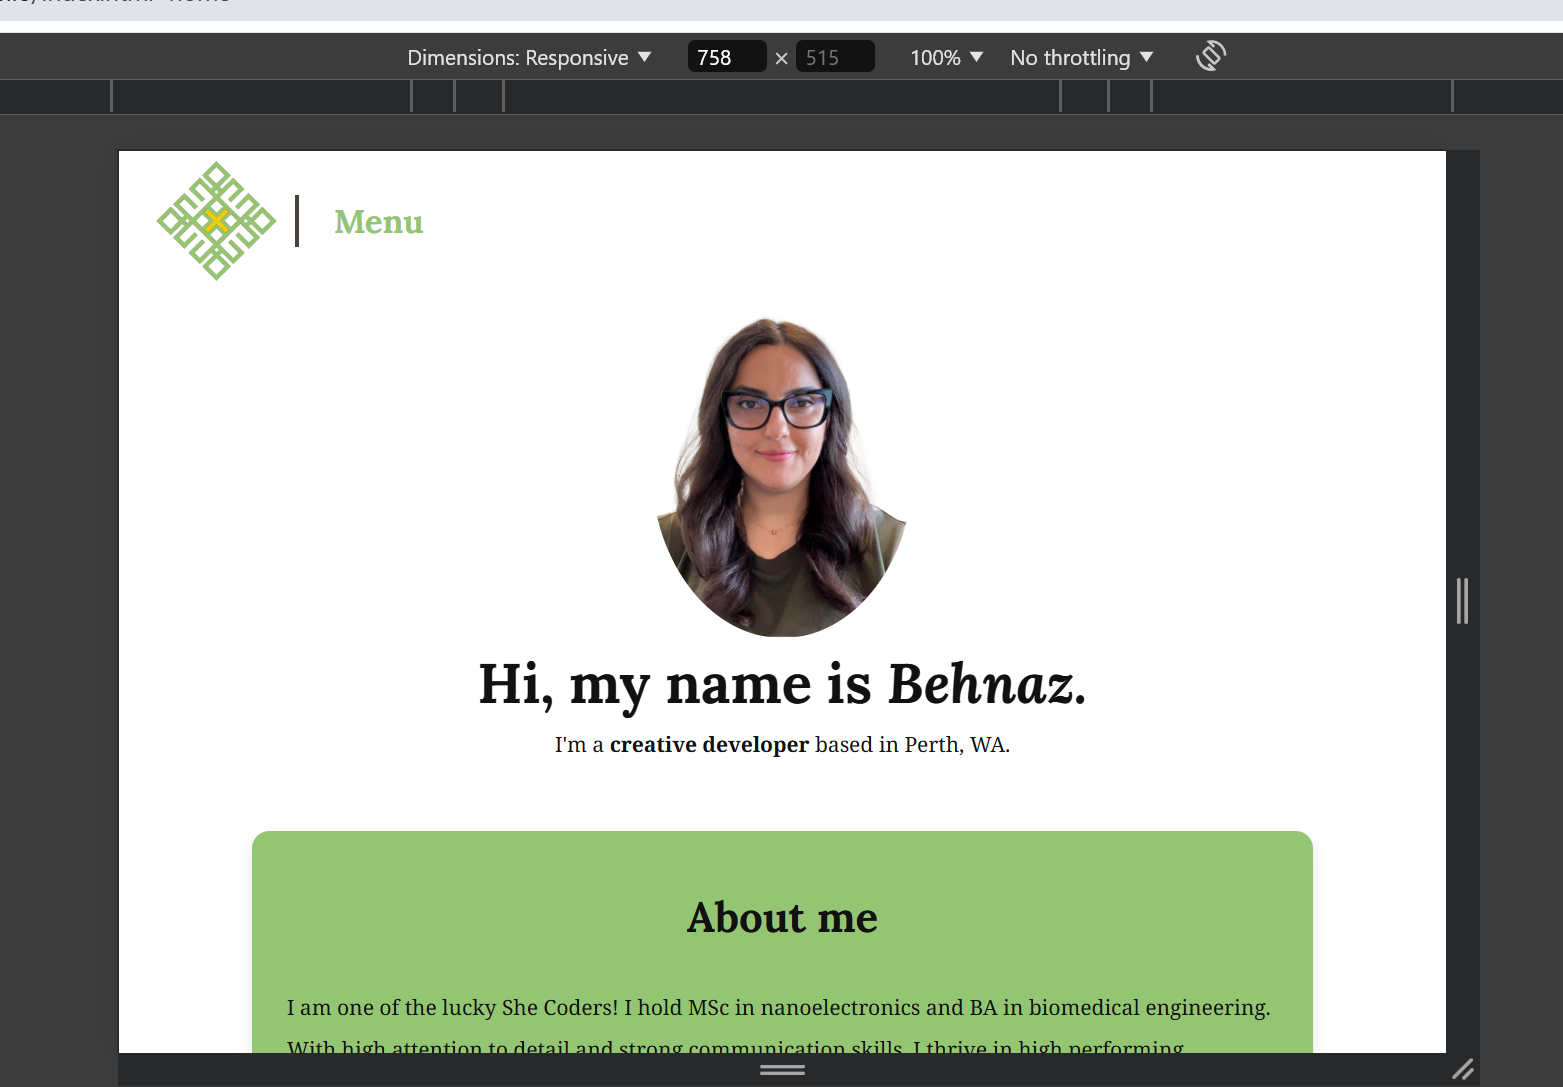 Dimensions: Responsive 758 × 515 100% No throttling
Menu
Hi, my name is Behnaz.
I'm a creative developer based in Perth, WA.
About me
I am one of the lucky She Coders! I hold MSc in nanoelectronics and BA in biomedical engineering.
With high attention to detail and strong communication skills, I thrive in high performing